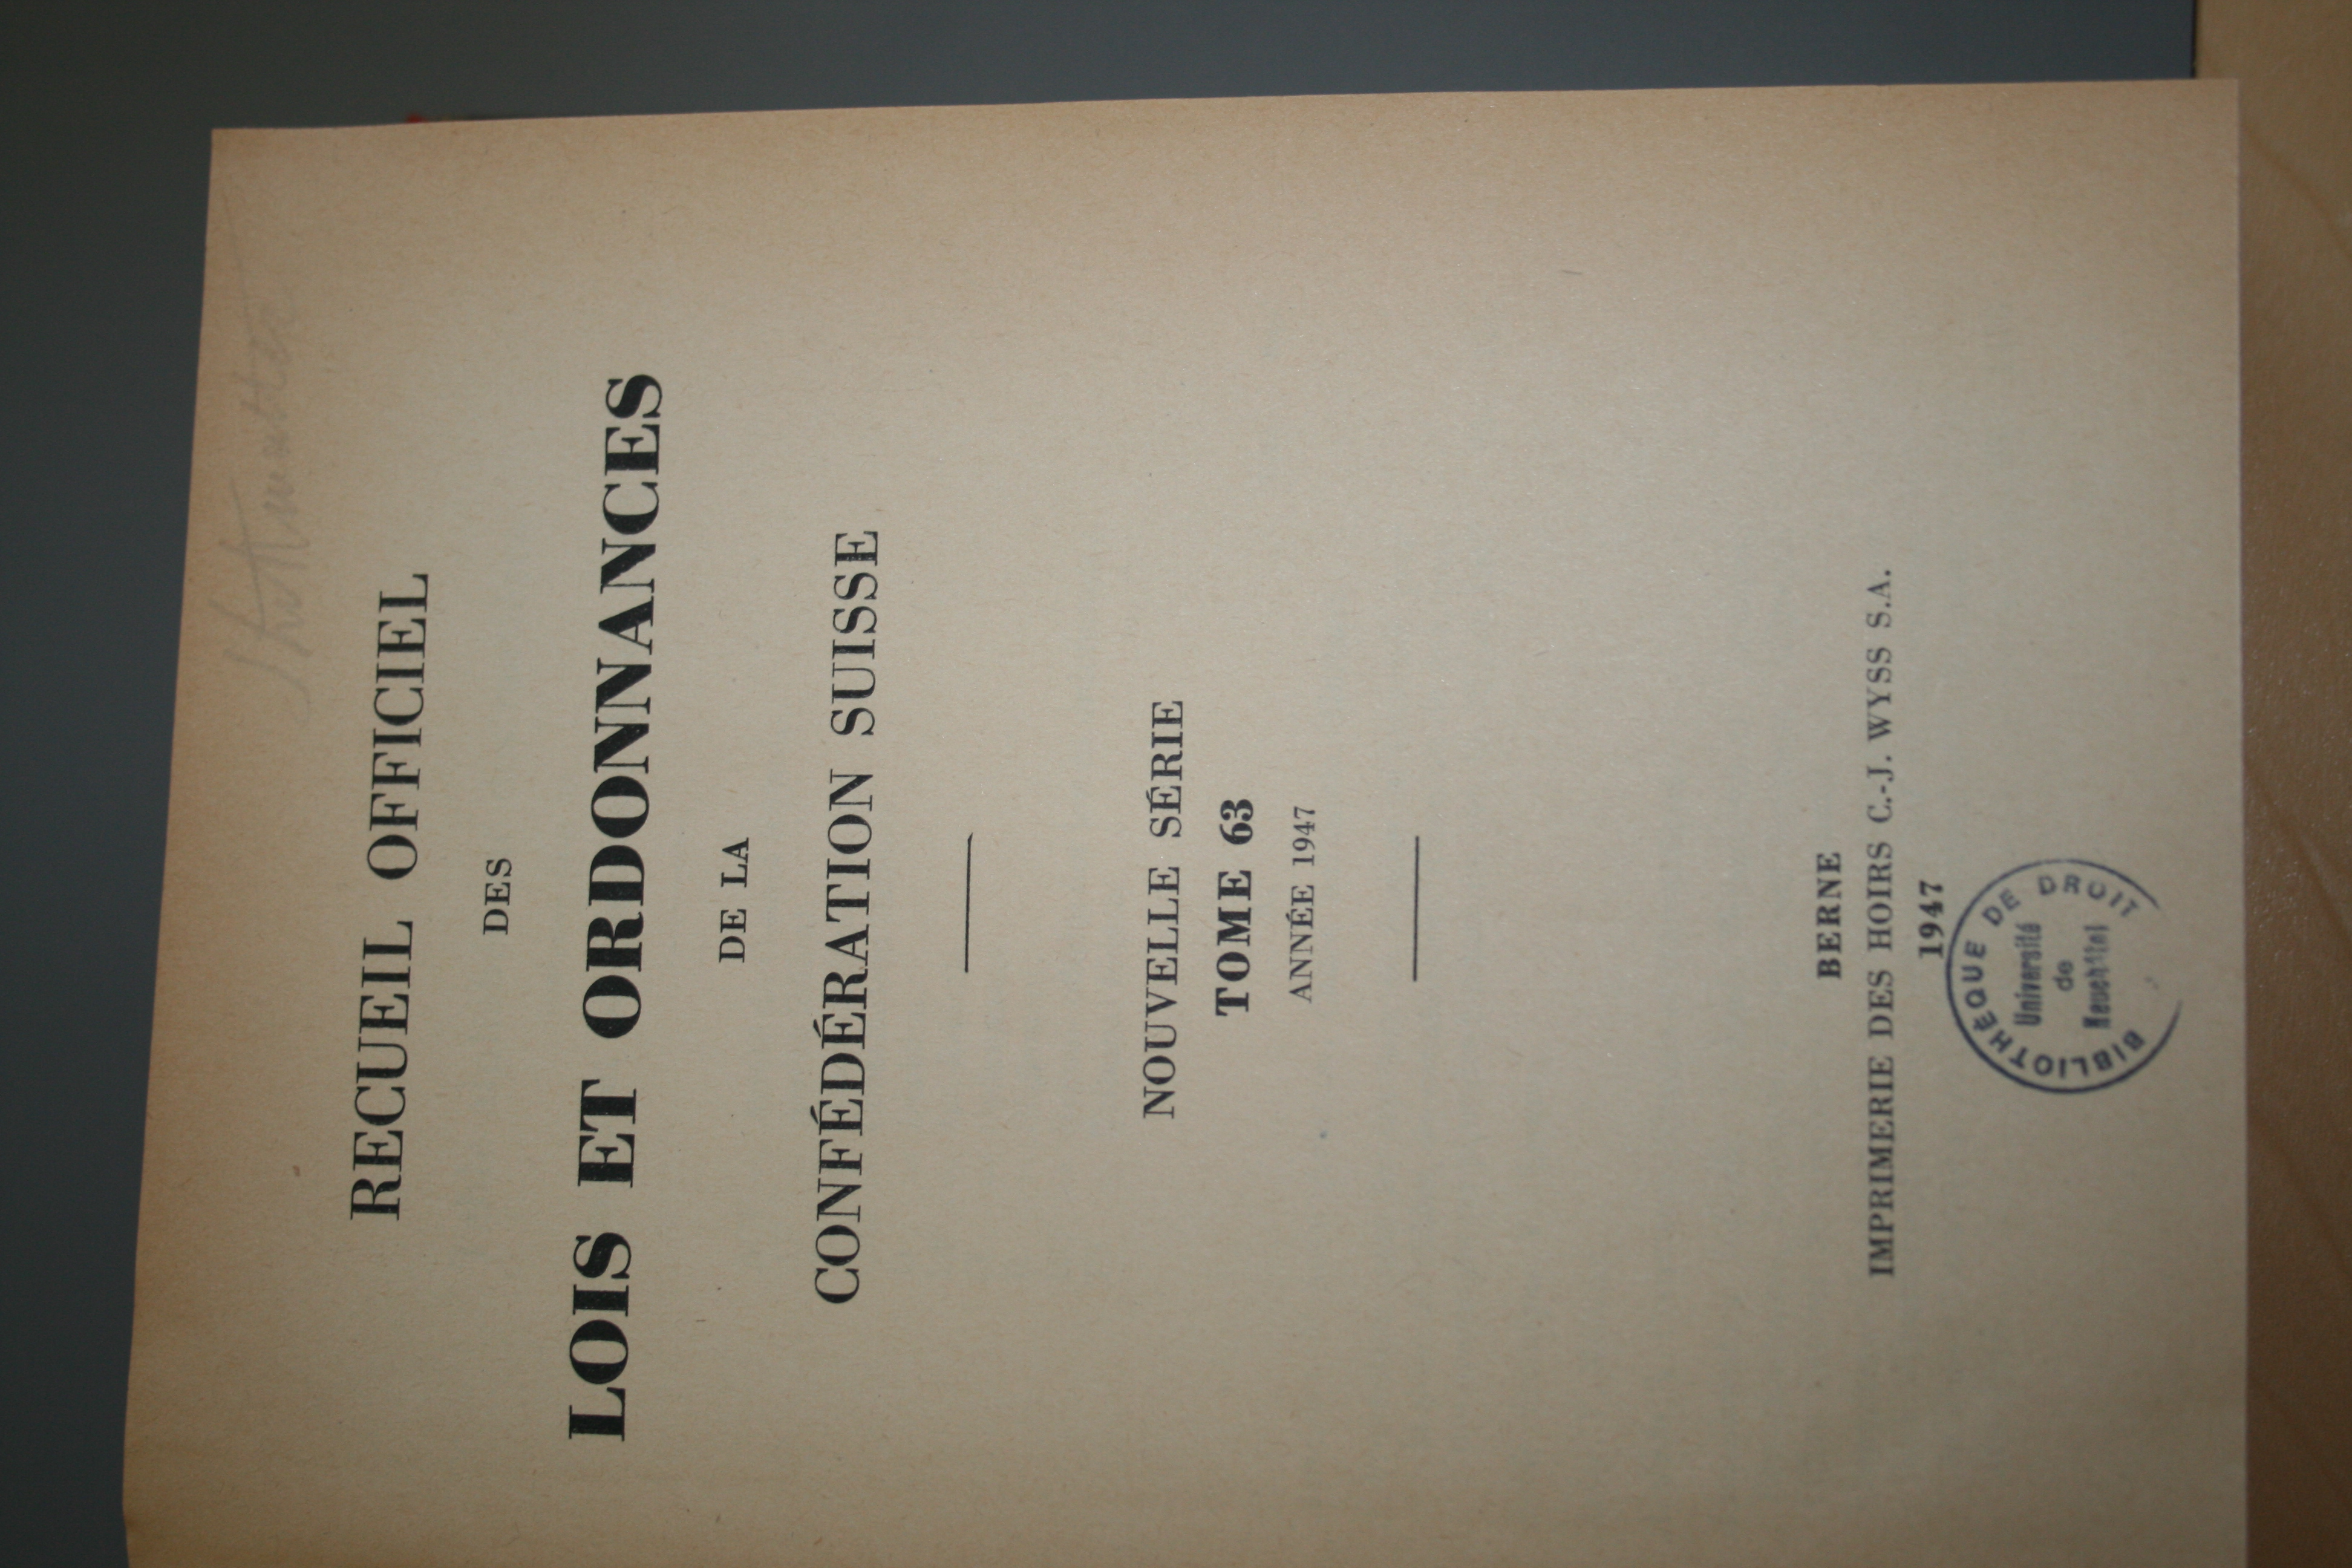 RECUEIL OFFICIEL
DES
LOIS ET ORDONNANCES
DE LA
CONFÉDÉRATION SUISSE
NOUVELLE SÉRIE
TOME 63
ANNÉE 1947
BERNE
IMPRIMERIE DES HOIRS C.-J. WYSS S.A.
1947
BIBLIOTHÈQUE DE DROIT
Université
de
Neuchâtel